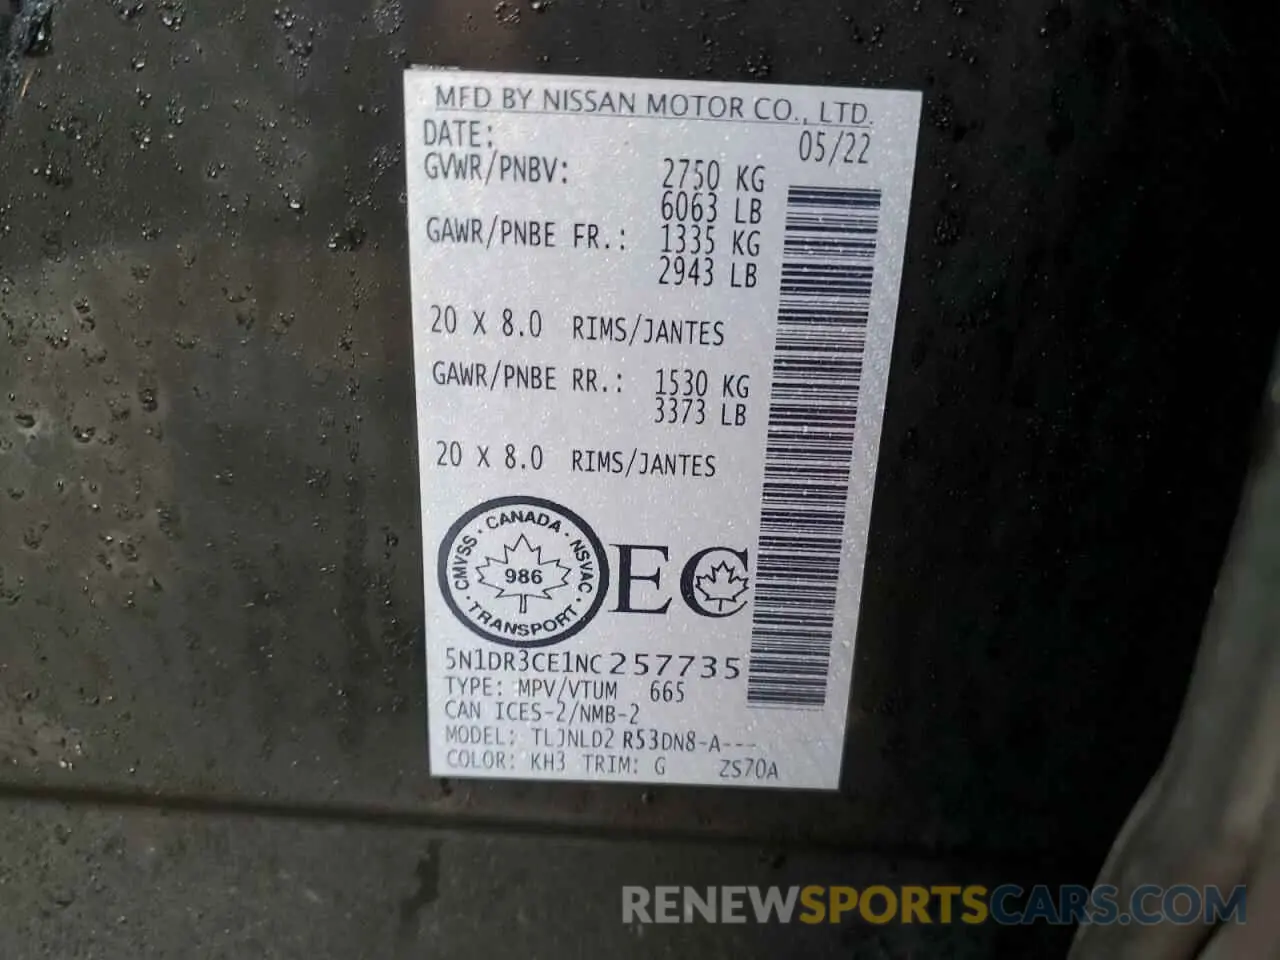 MFD BY NISSAN MOTOR CO., LTD.
DATE: 05/22
GVWR/PNBV: 2750 KG
6063 LB
GAWR/PNBE FR.: 1335 KG
2943 LB
20 X 8.0 RIMS/JANTES
GAWR/PNBE RR.: 1530 KG
3373 LB
20 X 8.0 RIMS/JANTES
CANADA · NSVAC · TRANSPORT · CMVSS ·
986
EC
5N1DR3CE1NC257735
TYPE: MPV/VTUM 665
CAN ICES-2/NMB-2
MODEL: TLJNLD2 R53DN8-A---
COLOR: KH3 TRIM: G ZS70A
RENEWSPORTSCARS.COM